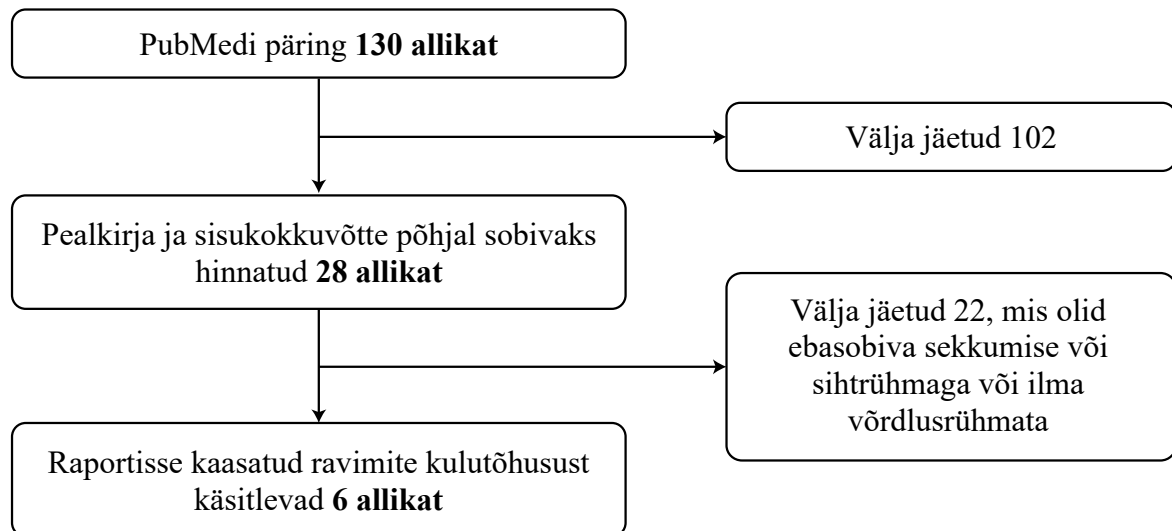 PubMedi päring 130 allikat
Välja jäetud 102
Pealkirja ja sisukokkuvõtte põhjal sobivaks
hinnatud 28 allikat
Välja jäetud 22, mis olid
ebasobiva sekkumise või
sihtrühmaga või ilma
võrdlusrühmata
Raportisse kaasatud ravimite kulutõhusust
käsitlevad 6 allikat